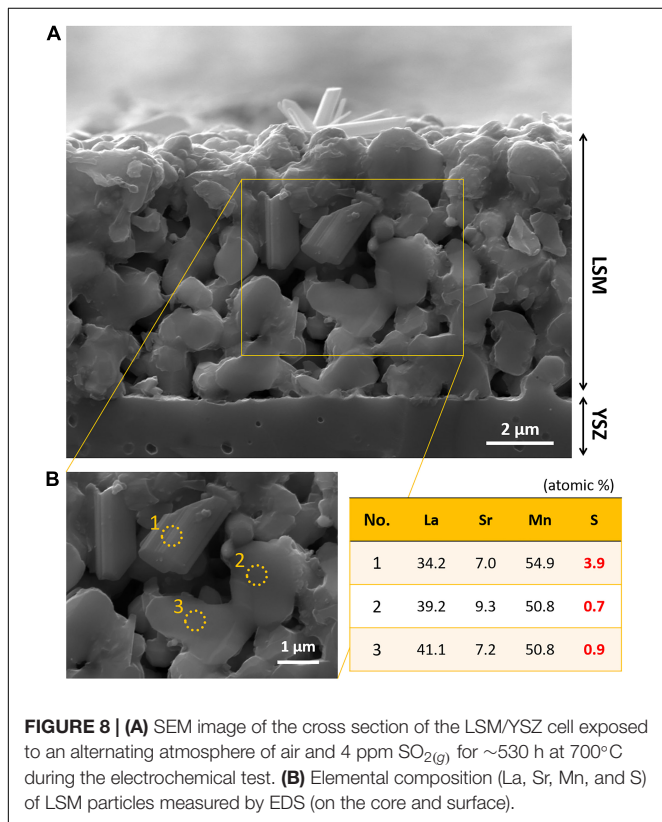 A
LSM
YSZ
2 µm
B
1
2
3
1 µm
(atomic %)
No. La Sr Mn S
1 34.2 7.0 54.9 3.9
2 39.2 9.3 50.8 0.7
3 41.1 7.2 50.8 0.9
FIGURE 8 | (A) SEM image of the cross section of the LSM/YSZ cell exposed
to an alternating atmosphere of air and 4 ppm SO2(g) for ~530 h at 700°C
during the electrochemical test. (B) Elemental composition (La, Sr, Mn, and S)
of LSM particles measured by EDS (on the core and surface).